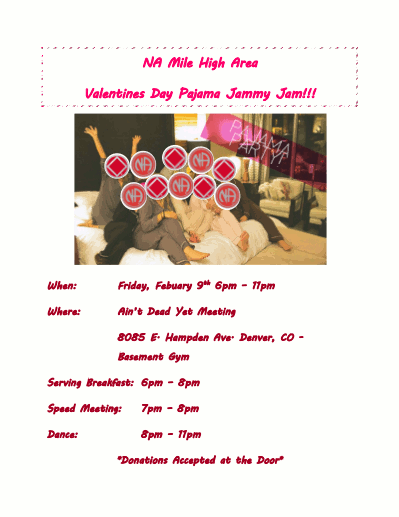 NA Mile High Area
Valentines Day Pajama Jammy Jam!!!
PAJAMA
PARTY!
NA NA
NA NA NA
When: Friday, Febuary 9th 6pm – 11pm
Where: Ain't Dead Yet Meeting
8085 E. Hampden Ave. Denver, CO –
Basement Gym
Serving Breakfast: 6pm – 8pm
Speed Meeting: 7pm – 8pm
Dance: 8pm – 11pm
*Donations Accepted at the Door*